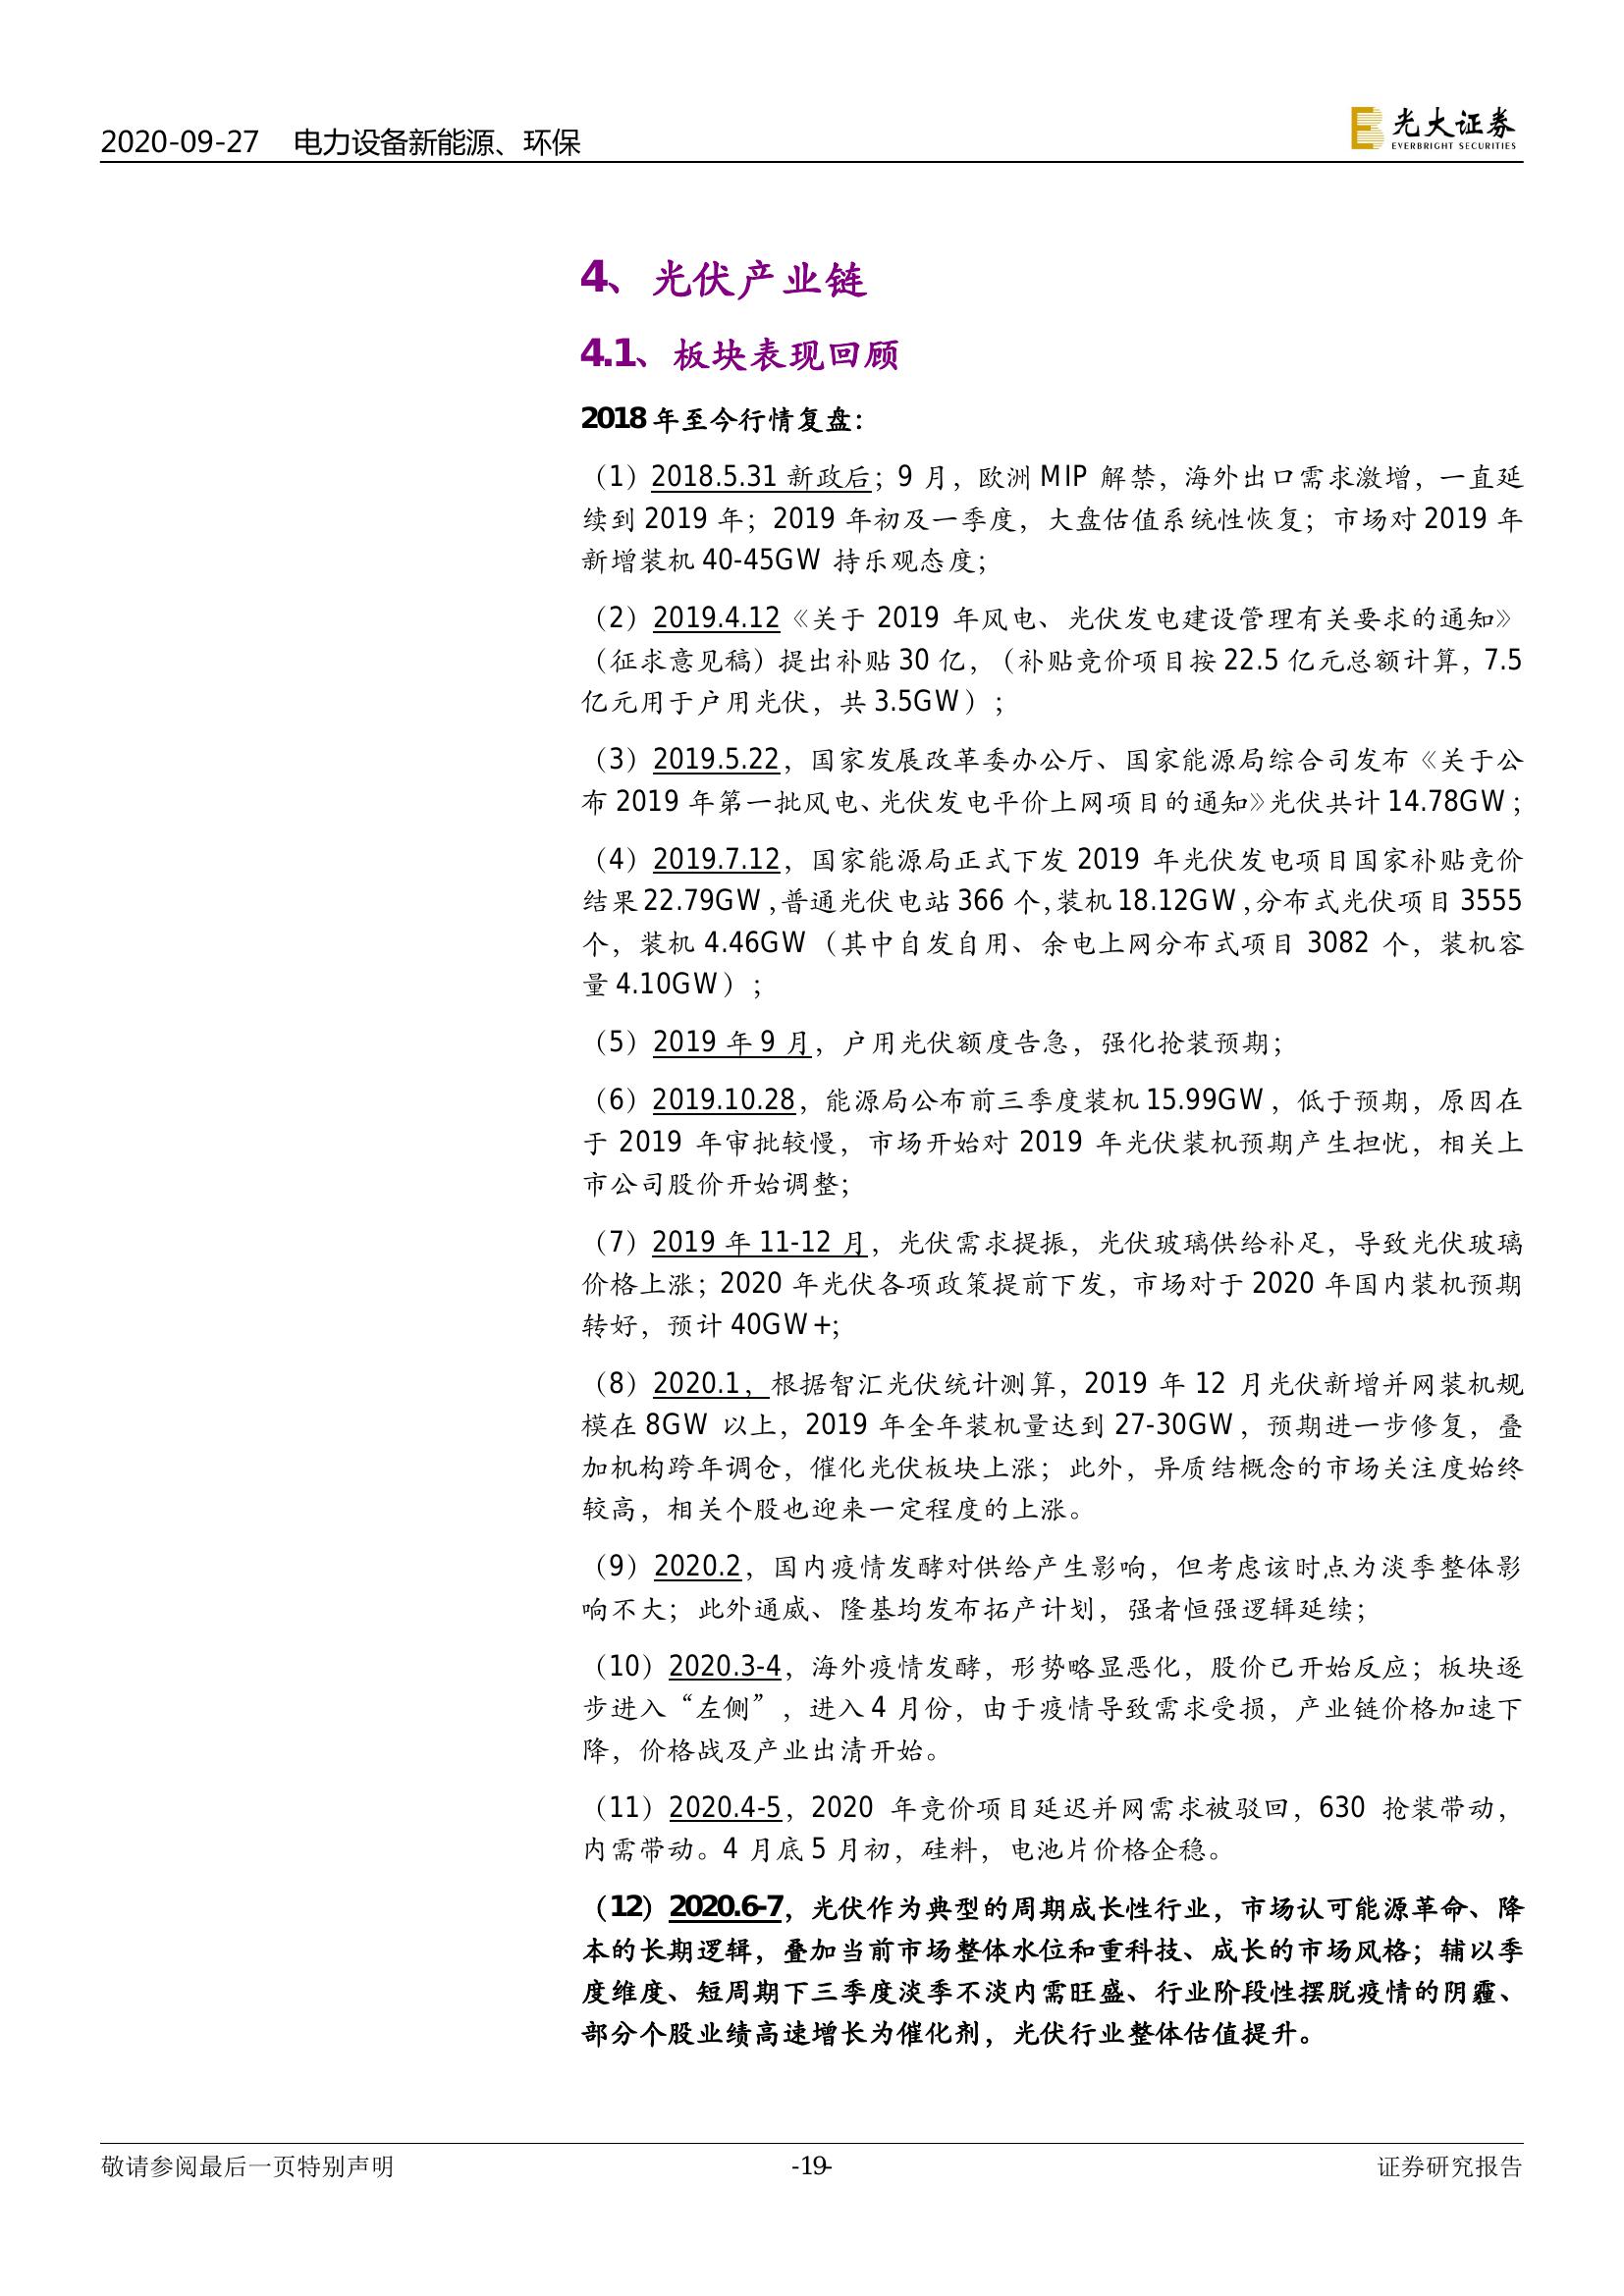 2020-09-27 电力设备新能源、环保
光大证券
EVERBRIGHT SECURITIES
4、光伏产业链
4.1、板块表现回顾
2018 年至今行情复盘：
（1）2018.5.31 新政后；9 月，欧洲 MIP 解禁，海外出口需求激增，一直延
续到 2019 年；2019 年初及一季度，大盘估值系统性恢复；市场对 2019 年
新增装机 40-45GW 持乐观态度；
（2）2019.4.12《关于 2019 年风电、光伏发电建设管理有关要求的通知》
（征求意见稿）提出补贴 30 亿，（补贴竞价项目按 22.5 亿元总额计算，7.5
亿元用于户用光伏，共 3.5GW）；
（3）2019.5.22，国家发展改革委办公厅、国家能源局综合司发布《关于公
布 2019 年第一批风电、光伏发电平价上网项目的通知》光伏共计 14.78GW；
（4）2019.7.12，国家能源局正式下发 2019 年光伏发电项目国家补贴竞价
结果 22.79GW，普通光伏电站 366 个，装机 18.12GW，分布式光伏项目 3555
个，装机 4.46GW（其中自发自用、余电上网分布式项目 3082 个，装机容
量 4.10GW）；
（5）2019 年 9 月，户用光伏额度告急，强化抢装预期；
（6）2019.10.28，能源局公布前三季度装机 15.99GW，低于预期，原因在
于 2019 年审批较慢，市场开始对 2019 年光伏装机预期产生担忧，相关上
市公司股价开始调整；
（7）2019 年 11-12 月，光伏需求提振，光伏玻璃供给补足，导致光伏玻璃
价格上涨；2020 年光伏各项政策提前下发，市场对于 2020 年国内装机预期
转好，预计 40GW+；
（8）2020.1，根据智汇光伏统计测算，2019 年 12 月光伏新增并网装机规
模在 8GW 以上，2019 年全年装机量达到 27-30GW，预期进一步修复，叠
加机构跨年调仓，催化光伏板块上涨；此外，异质结概念的市场关注度始终
较高，相关个股也迎来一定程度的上涨。
（9）2020.2，国内疫情发酵对供给产生影响，但考虑该时点为淡季整体影
响不大；此外通威、隆基均发布拓产计划，强者恒强逻辑延续；
（10）2020.3-4，海外疫情发酵，形势略显恶化，股价已开始反应；板块逐
步进入“左侧”，进入 4 月份，由于疫情导致需求受损，产业链价格加速下
降，价格战及产业出清开始。
（11）2020.4-5，2020 年竞价项目延迟并网需求被驳回，630 抢装带动，
内需带动。4 月底 5 月初，硅料，电池片价格企稳。
（12）2020.6-7，光伏作为典型的周期成长性行业，市场认可能源革命、降
本的长期逻辑，叠加当前市场整体水位和重科技、成长的市场风格；辅以季
度维度、短周期下三季度淡季不淡内需旺盛、行业阶段性摆脱疫情的阴霾、
部分个股业绩高速增长为催化剂，光伏行业整体估值提升。
敬请参阅最后一页特别声明 -19- 证券研究报告